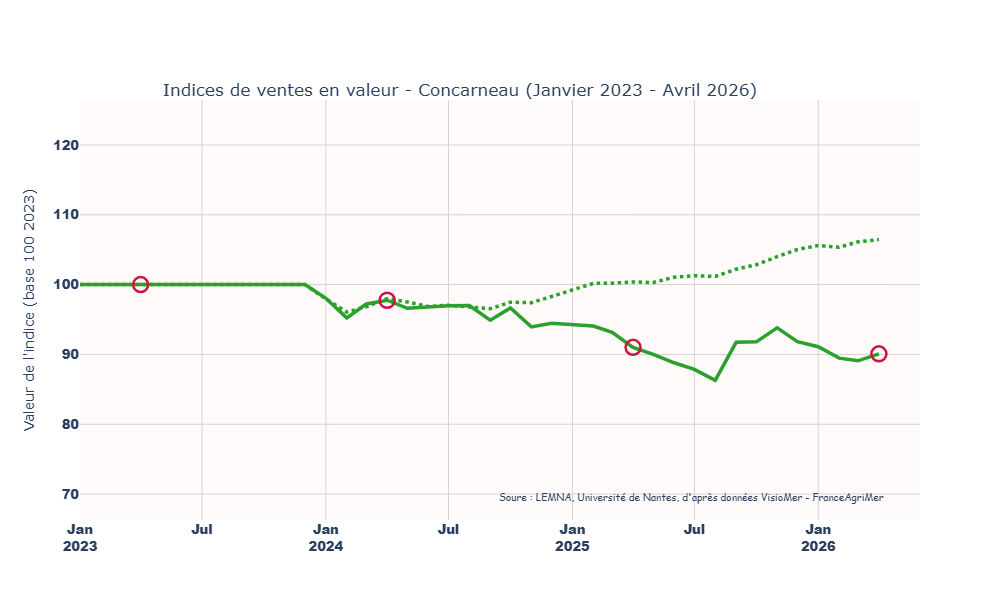 Indices de ventes en valeur - Concarneau (Janvier 2023 - Avril 2026)
Valeur de l'Indice (base 100 2023)
120
110
100
90
80
70
Soure : LEMNA, Université de Nantes, d'après données VisioMer - FranceAgriMer
Jan
2023
Jul
Jan
2024
Jul
Jan
2025
Jul
Jan
2026